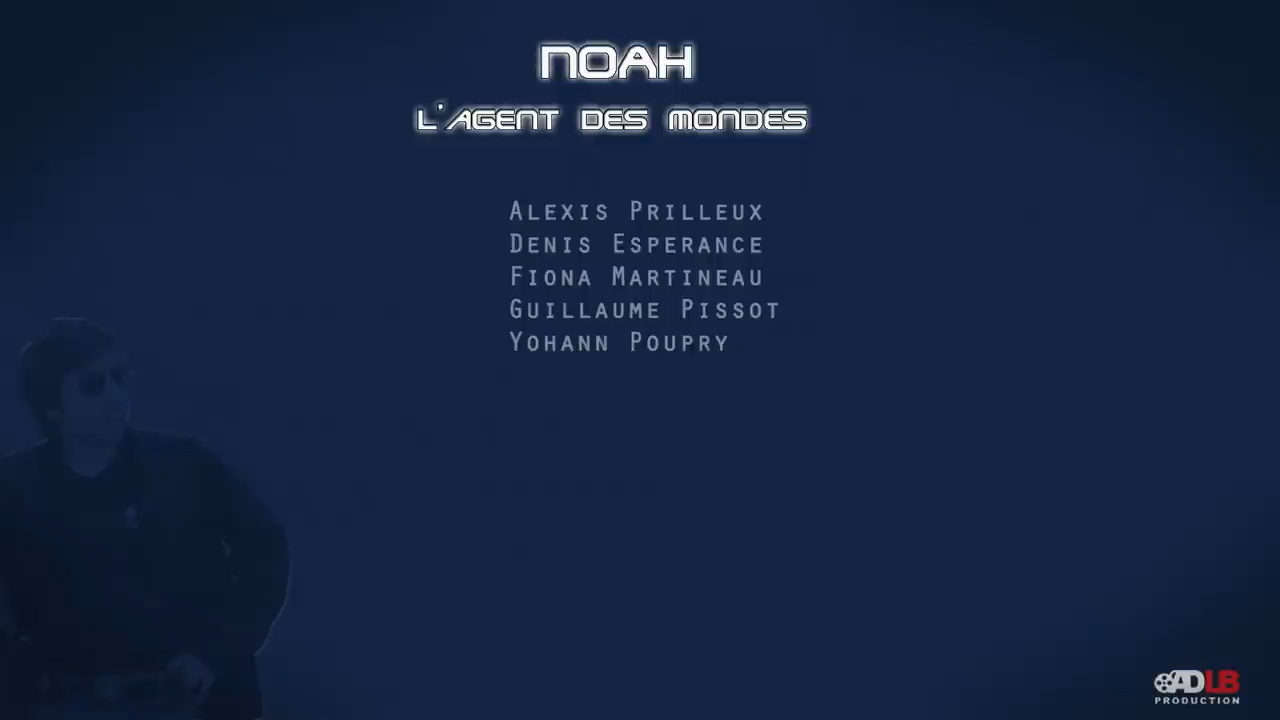 NOAH
L'AGENT DES MONDES
ALEXIS PRILLEUX
DENIS ESPERANCE
FIONA MARTINEAU
GUILLAUME PISSOT
YOHANN POUPRY
ADLB
PRODUCTION